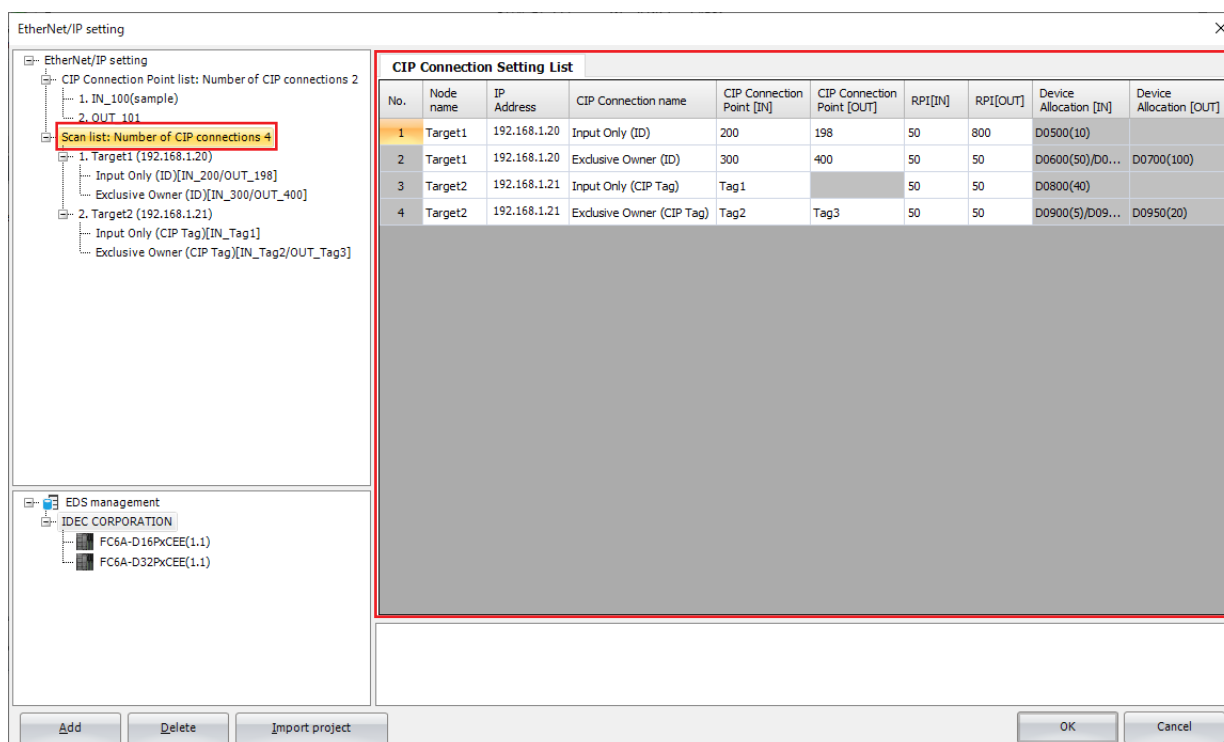 EtherNet/IP setting
EtherNet/IP setting
CIP Connection Point list: Number of CIP connections 2
1. IN_100(sample)
2. OUT_101
Scan list: Number of CIP connections 4
1. Target1 (192.168.1.20)
Input Only (ID)[IN_200/OUT_198]
Exclusive Owner (ID)[IN_300/OUT_400]
2. Target2 (192.168.1.21)
Input Only (CIP Tag)[IN_Tag1]
Exclusive Owner (CIP Tag)[IN_Tag2/OUT_Tag3]
EDS management
IDEC CORPORATION
FC6A-D16PxCEE(1.1)
FC6A-D32PxCEE(1.1)
CIP Connection Setting List
No. Node name IP Address CIP Connection name CIP Connection Point [IN] CIP Connection Point [OUT] RPI[IN] RPI[OUT] Device Allocation [IN] Device Allocation [OUT]
1 Target1 192.168.1.20 Input Only (ID) 200 198 50 800 D0500(10)
2 Target1 192.168.1.20 Exclusive Owner (ID) 300 400 50 50 D0600(50)/D0... D0700(100)
3 Target2 192.168.1.21 Input Only (CIP Tag) Tag1 50 50 D0800(40)
4 Target2 192.168.1.21 Exclusive Owner (CIP Tag) Tag2 Tag3 50 50 D0900(5)/D09... D0950(20)
Add Delete Import project OK Cancel